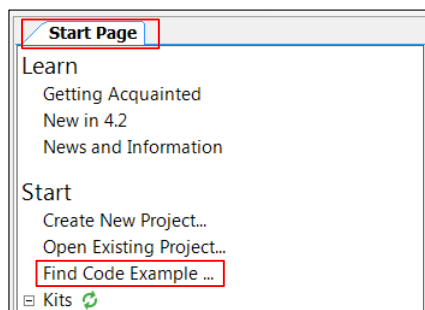 Start Page
Learn
Getting Acquainted
New in 4.2
News and Information
Start
Create New Project...
Open Existing Project...
Find Code Example ...
Kits